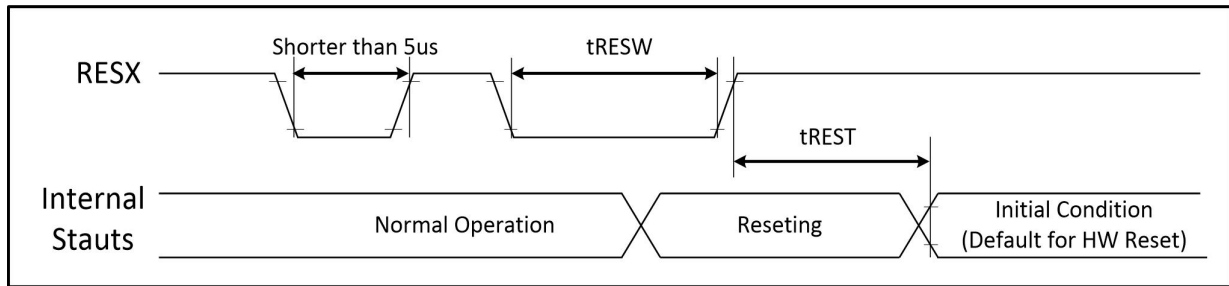 Shorter than 5us
tRESW
RESX
tREST
Internal
Stauts
Normal Operation
Reseting
Initial Condition
(Default for HW Reset)